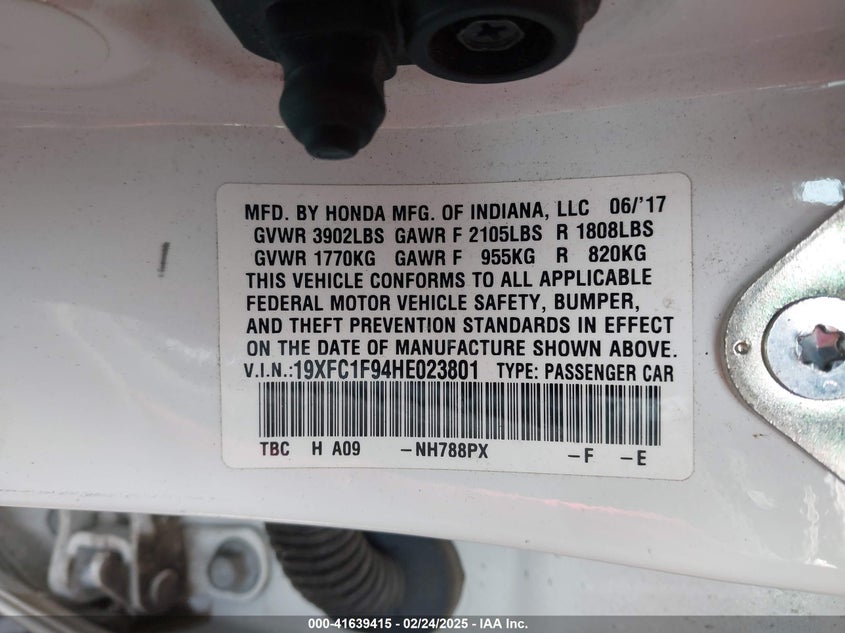 MFD. BY HONDA MFG. OF INDIANA, LLC 06/'17
GVWR 3902LBS GAWR F 2105LBS R 1808LBS
GVWR 1770KG GAWR F 955KG R 820KG
THIS VEHICLE CONFORMS TO ALL APPLICABLE
FEDERAL MOTOR VEHICLE SAFETY, BUMPER,
AND THEFT PREVENTION STANDARDS IN EFFECT
ON THE DATE OF MANUFACTURE SHOWN ABOVE.
V.I.N.:19XFC1F94HE023801 TYPE: PASSENGER CAR
TBC H A09 -NH788PX -F -E
000-41639415 - 02/24/2025 - IAA Inc.